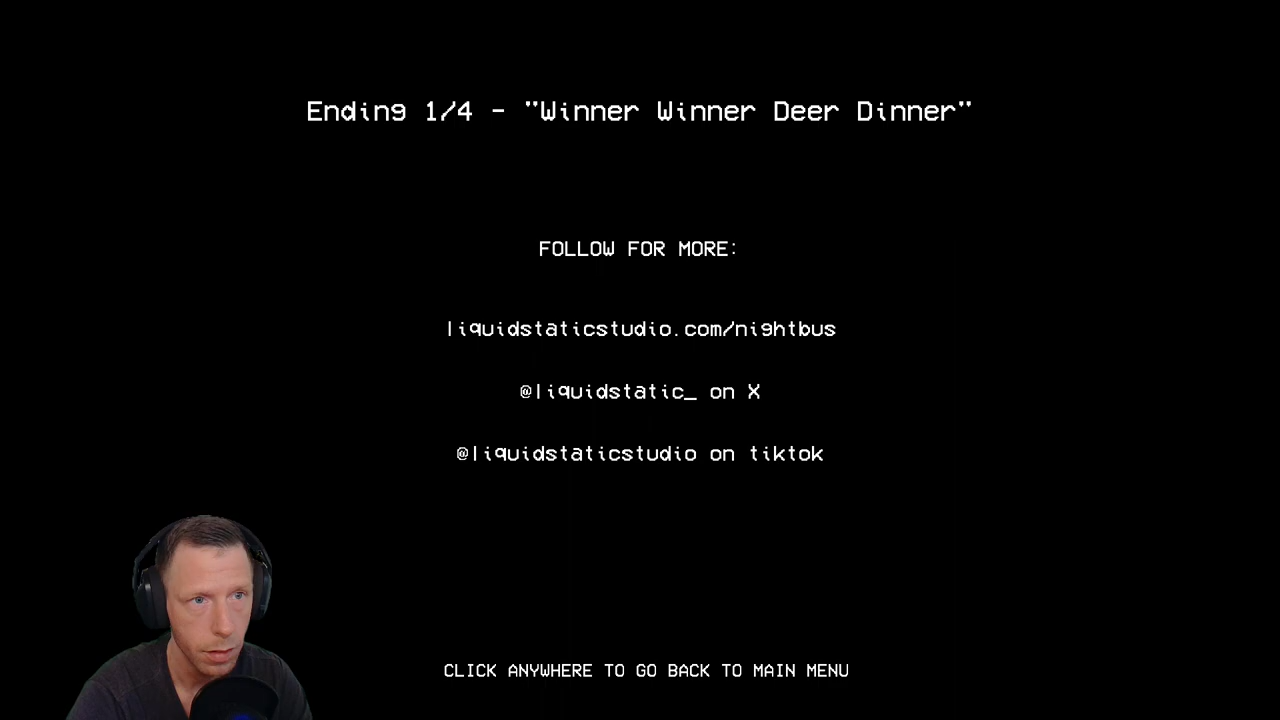 Ending 1/4 - "Winner Winner Deer Dinner"
FOLLOW FOR MORE:
liquidstaticstudio.com/nightbus
@liquidstatic_ on X
@liquidstaticstudio on tiktok
CLICK ANYWHERE TO GO BACK TO MAIN MENU